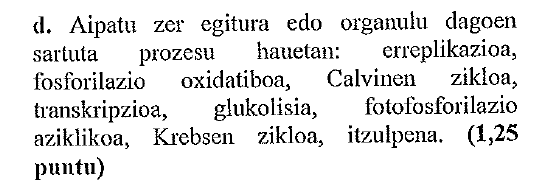 d. Aipatu zer egitura edo organulu dagoen
sartuta prozesu hauetan: erreplikazioa,
fosforilazio oxidatiboa, Calvinen zikloa,
transkripzioa, glukolisia, fotofosforilazio
aziklikoa, Krebsen zikloa, itzulpena. (1,25
puntu)